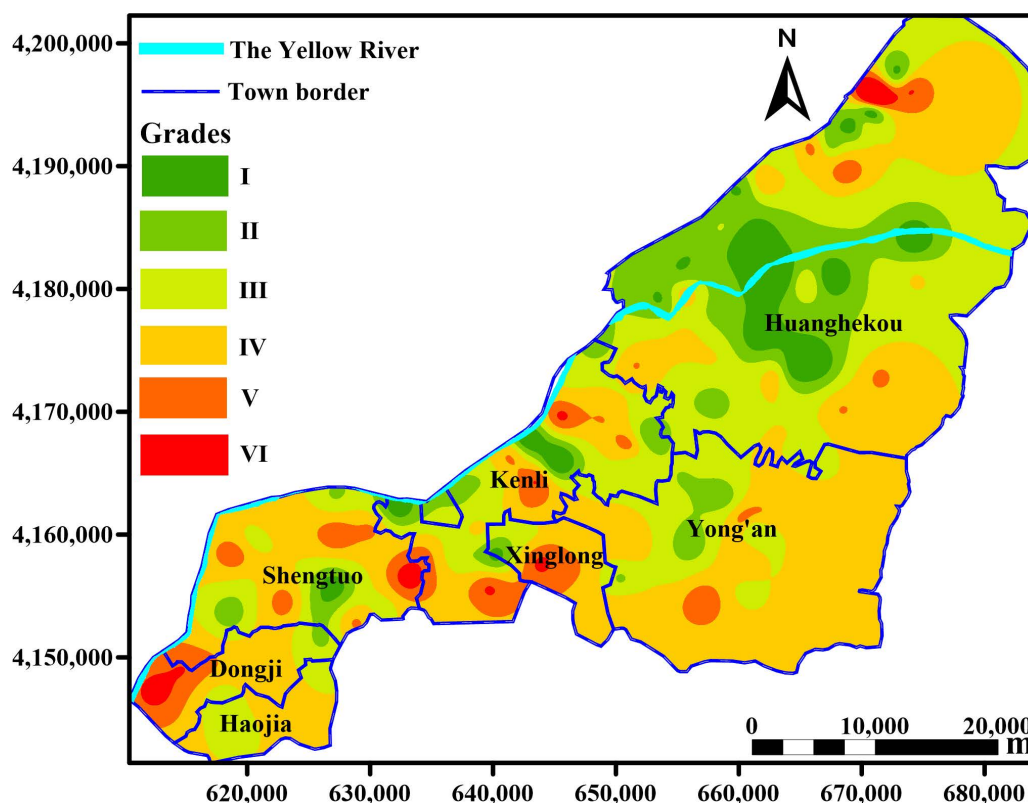 4,200,000
4,190,000
4,180,000
4,170,000
4,160,000
4,150,000
The Yellow River
Town border
Grades
I
II
III
IV
V
VI
N
Huanghekou
Kenli
Yong'an
Xinglong
Shengtuo
Dongji
Haojia
0 10,000 20,000
m
620,000 630,000 640,000 650,000 660,000 670,000 680,000